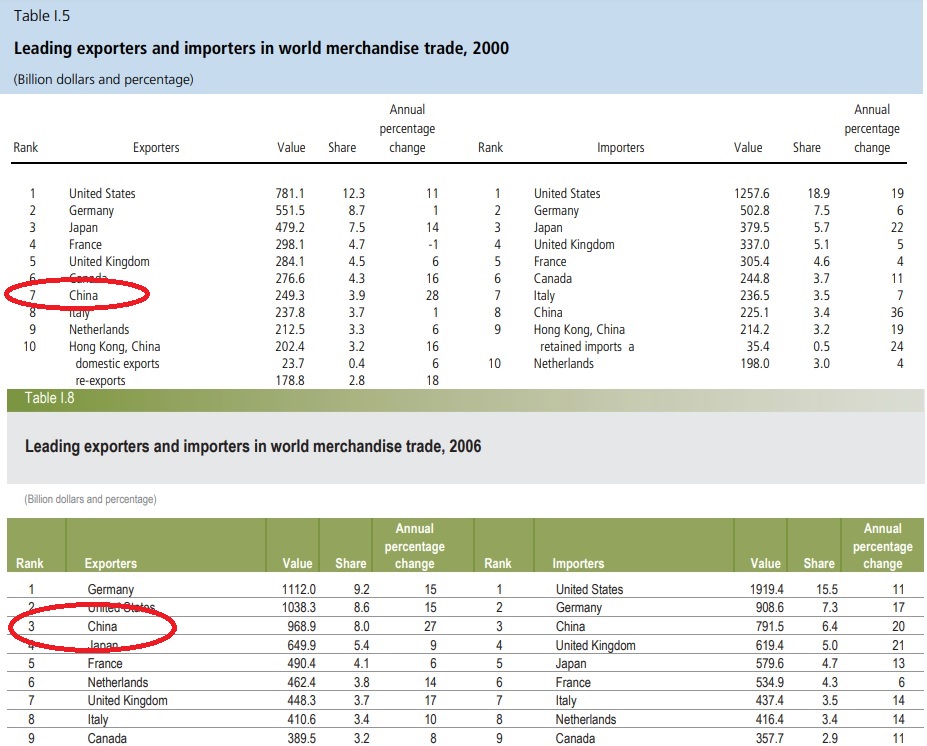 Table I.5
Leading exporters and importers in world merchandise trade, 2000
(Billion dollars and percentage)
Rank Exporters Value Share Annual percentage change Rank Importers Value Share Annual percentage change
1 United States 781.1 12.3 11 1 United States 1257.6 18.9 19
2 Germany 551.5 8.7 1 2 Germany 502.8 7.5 6
3 Japan 479.2 7.5 14 3 Japan 379.5 5.7 22
4 France 298.1 4.7 -1 4 United Kingdom 337.0 5.1 5
5 United Kingdom 284.1 4.5 6 5 France 305.4 4.6 4
6 Canada 276.6 4.3 16 6 Canada 244.8 3.7 11
7 China 249.3 3.9 28 7 Italy 236.5 3.5 7
8 Italy 237.8 3.7 1 8 China 225.1 3.4 36
9 Netherlands 212.5 3.3 6 9 Hong Kong, China 214.2 3.2 19
10 Hong Kong, China 202.4 3.2 16 retained imports a 35.4 0.5 24
domestic exports 23.7 0.4 6 10 Netherlands 198.0 3.0 4
re-exports 178.8 2.8 18
Table I.8
Leading exporters and importers in world merchandise trade, 2006
(Billion dollars and percentage)
Rank Exporters Value Share Annual percentage change Rank Importers Value Share Annual percentage change
1 Germany 1112.0 9.2 15 1 United States 1919.4 15.5 11
2 United States 1038.3 8.6 15 2 Germany 908.6 7.3 17
3 China 968.9 8.0 27 3 China 791.5 6.4 20
4 Japan 649.9 5.4 9 4 United Kingdom 619.4 5.0 21
5 France 490.4 4.1 6 5 Japan 579.6 4.7 13
6 Netherlands 462.4 3.8 14 6 France 534.9 4.3 6
7 United Kingdom 448.3 3.7 17 7 Italy 437.4 3.5 14
8 Italy 410.6 3.4 10 8 Netherlands 416.4 3.4 14
9 Canada 389.5 3.2 8 9 Canada 357.7 2.9 11